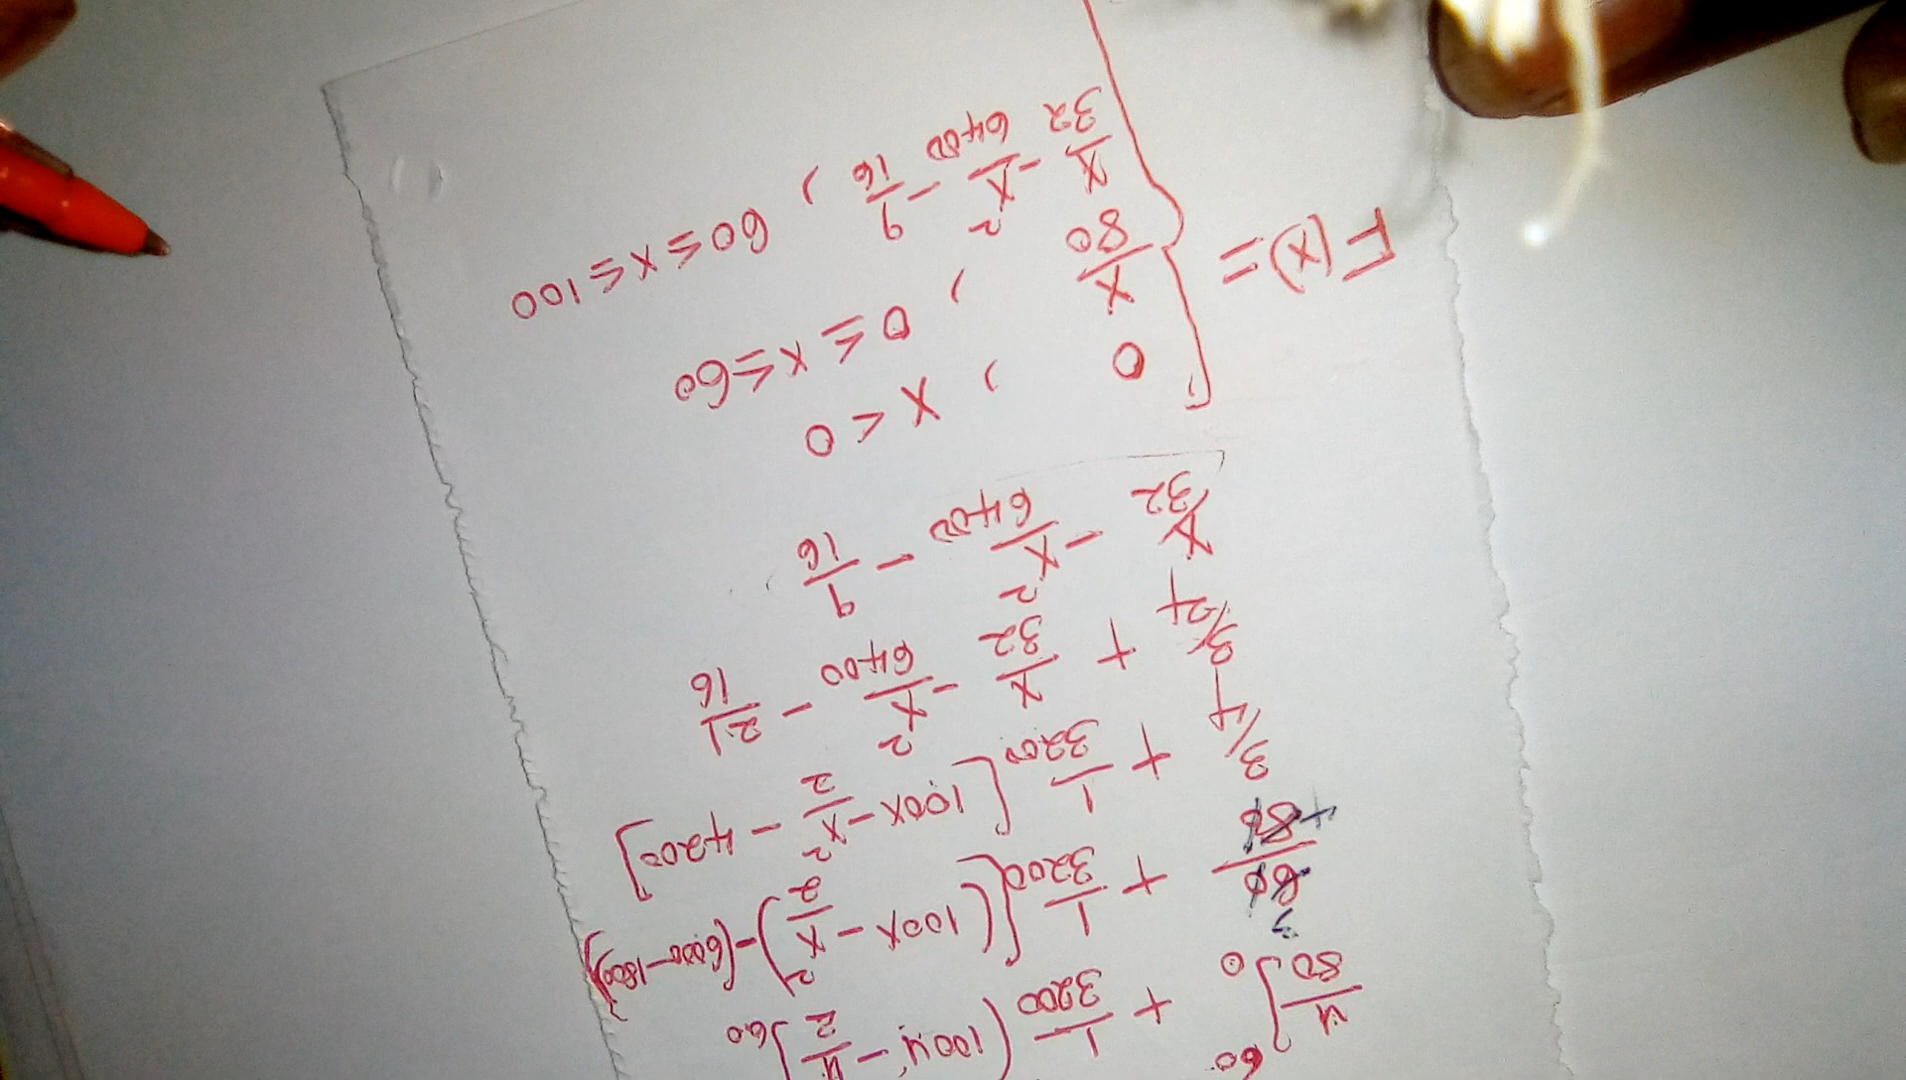 u/80]₀⁶⁰ + 1/3200 (100u - u²/2]₆₀
60/80 + 1/3200 [(100x - x²/2) - (6000-1800)]
3/4 + 1/3200 [100x - x²/2 - 4200]
3/4 + x/32 - x²/6400 - 21/16
x/32 - x²/6400 - 9/16
0 , x < 0
F(x) = { x/80 , 0 ≤ x ≤ 60
x/32 - x²/6400 - 9/16 , 60 ≤ x ≤ 100